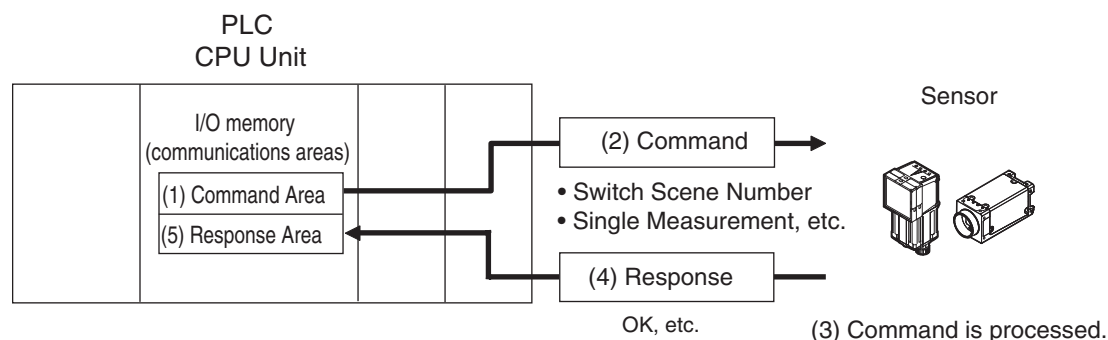 PLC
CPU Unit
I/O memory
(communications areas)
(1) Command Area
(5) Response Area
(2) Command
• Switch Scene Number
• Single Measurement, etc.
(4) Response
OK, etc.
Sensor
(3) Command is processed.